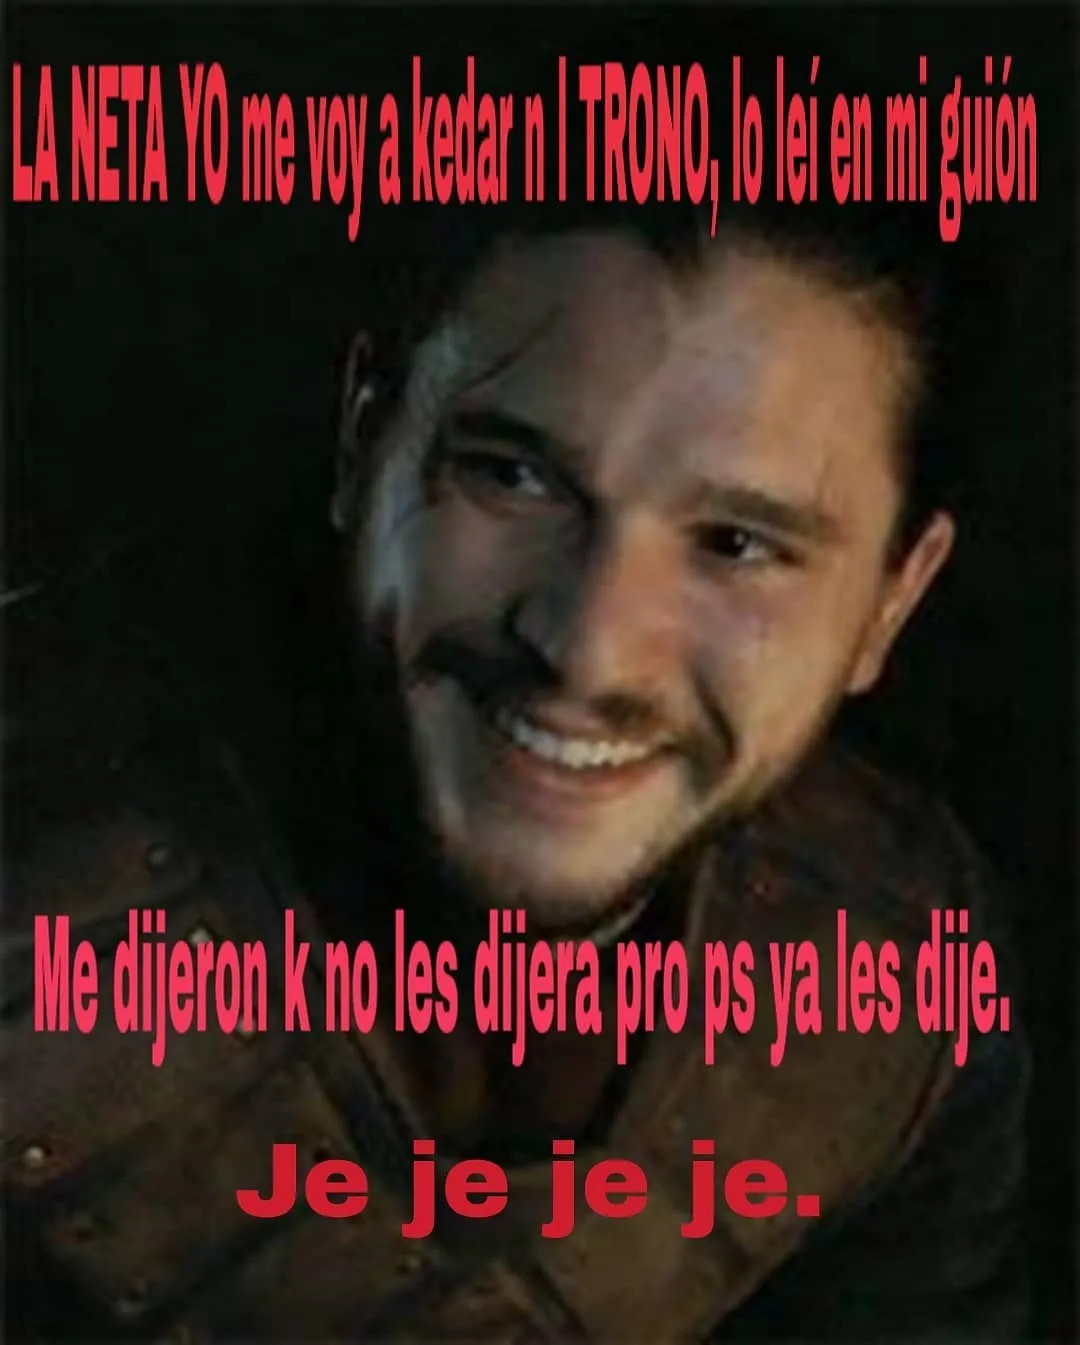 LA NETA YO me voy a kedar n l TRONO, lo leí en mi guión
Me dijeron k no les dijera pro ps ya les dije.
Je je je je.